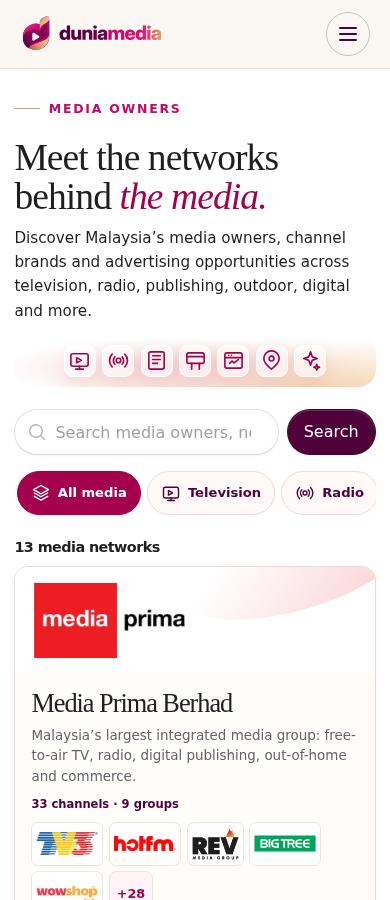 duniamedia
MEDIA OWNERS
Meet the networks
behind the media.
Discover Malaysia’s media owners, channel
brands and advertising opportunities across
television, radio, publishing, outdoor, digital
and more.
Search media owners, n
Search
All media
Television
Radio
13 media networks
media prima
Media Prima Berhad
Malaysia’s largest integrated media group: free-
to-air TV, radio, digital publishing, out-of-home
and commerce.
33 channels · 9 groups
TV3
hotfm
REV
MEDIA GROUP
BIG TREE
wowshop
+28